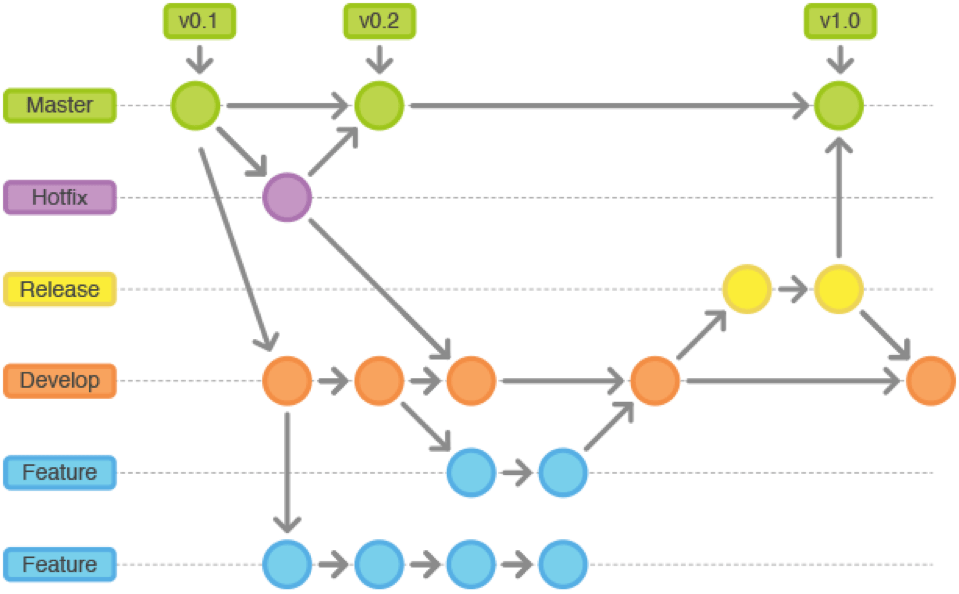 v0.1
v0.2
v1.0
Master
Hotfix
Release
Develop
Feature
Feature